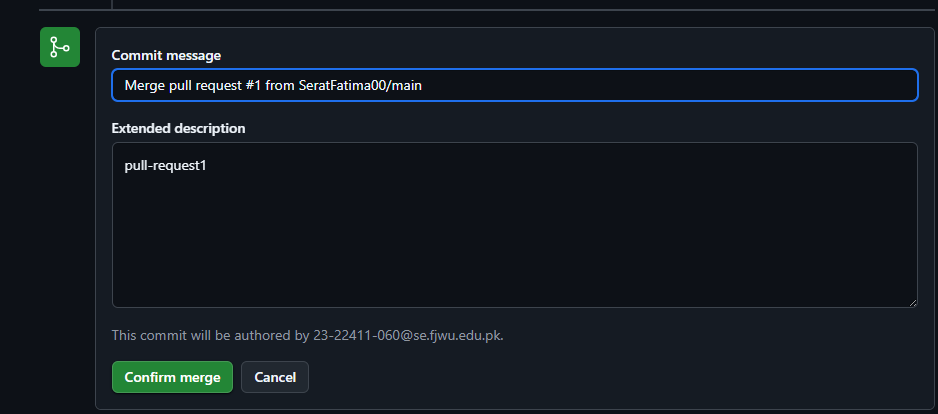 Commit message
Merge pull request #1 from SeratFatima00/main
Extended description
pull-request1
This commit will be authored by 23-22411-060@se.fjwu.edu.pk.
Confirm merge
Cancel